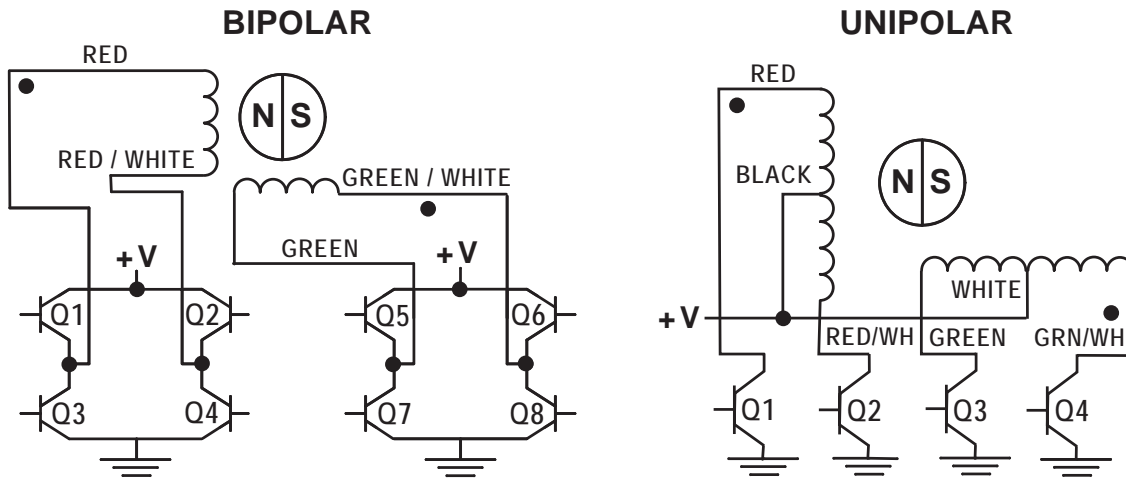 BIPOLAR
RED
N S
RED / WHITE
GREEN / WHITE
GREEN
+V
+V
Q1
Q2
Q5
Q6
Q3
Q4
Q7
Q8
UNIPOLAR
RED
BLACK
N S
WHITE
+V
RED/WH
GREEN
GRN/WH
Q1
Q2
Q3
Q4